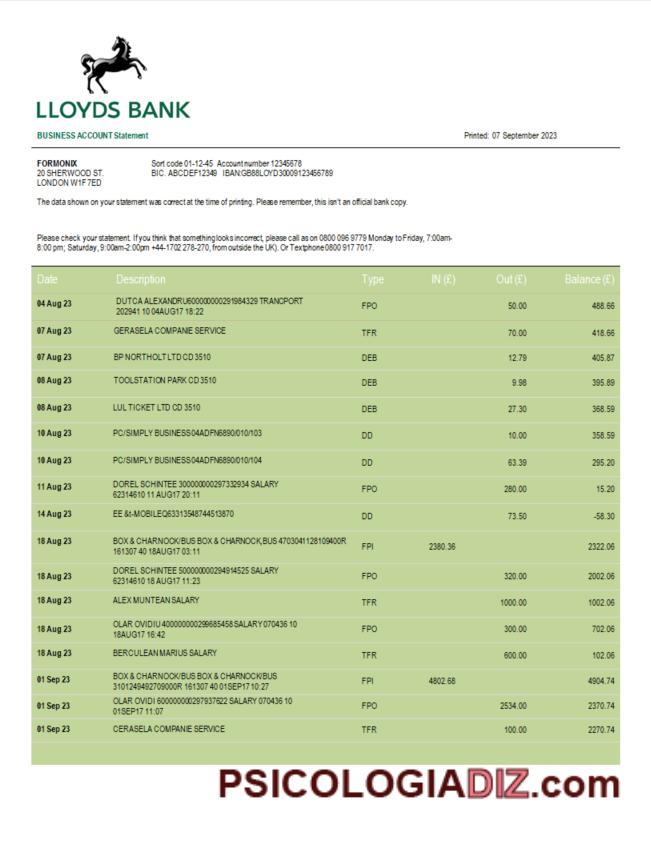 LLOYDS BANK
BUSINESS ACCOUNT Statement Printed: 07 September 2023
FORMONIX Sort code 01-12-45 Account number 12345678
20 SHERWOOD ST. BIC. ABCDEF12349 IBAN:GB88LOYD30009123456789
LONDON W1F 7ED
The data shown on your statement was correct at the time of printing. Please remember, this isn't an official bank copy.
Please check your statement. If you think that something looks incorrect, please call as on 0800 096 9779 Monday to Friday, 7:00am-
8:00 pm; Saturday, 9:00am-2:00pm +44-1702 278-270, from outside the UK). Or Textphone 0800 917 7017.
Date Description Type IN (£) Out (£) Balance (£)
04 Aug 23 DUTCA ALEXANDRU600000000291984329 TRANCPORT FPO 50.00 488.66
202941 10 04AUG17 18:22
07 Aug 23 GERASELA COMPANIE SERVICE TFR 70.00 418.66
07 Aug 23 BP NORTHOLT LTD CD 3510 DEB 12.79 405.87
08 Aug 23 TOOLSTATION PARK CD 3510 DEB 9.98 395.89
08 Aug 23 LUL TICKET LTD CD 3510 DEB 27.30 368.59
10 Aug 23 PC/SIMPLY BUSINESS04ADFN6890/010/103 DD 10.00 358.59
10 Aug 23 PC/SIMPLY BUSINESS04ADFN6890/010/104 DD 63.39 295.20
11 Aug 23 DOREL SCHINTEE 300000000297332934 SALARY FPO 280.00 15.20
62314610 11 AUG17 20:11
14 Aug 23 EE &t-MOBILEQ63313548744513870 DD 73.50 -58.30
18 Aug 23 BOX & CHARNOCK/BUS BOX & CHARNOCK,BUS 4703041128109400R FPI 2380.36 2322.06
161307 40 18AUG17 03:11
18 Aug 23 DOREL SCHINTEE 500000000294914525 SALARY FPO 320.00 2002.06
62314610 18 AUG17 11:23
18 Aug 23 ALEX MUNTEAN SALARY TFR 1000.00 1002.06
18 Aug 23 OLAR OVIDIU 400000000299685458 SALARY 070436 10 FPO 300.00 702.06
18AUG17 16:42
18 Aug 23 BERCULEAN MARIUS SALARY TFR 600.00 102.06
01 Sep 23 BOX & CHARNOCK/BUS BOX & CHARNOCK/BUS FPI 4802.68 4904.74
3101249492709000R 161307 40 01SEP17 10:27
01 Sep 23 OLAR OVIDI 600000000297937622 SALARY 070436 10 FPO 2534.00 2370.74
01SEP17 11:07
01 Sep 23 CERASELA COMPANIE SERVICE TFR 100.00 2270.74
PSICOLOGIADIZ.com